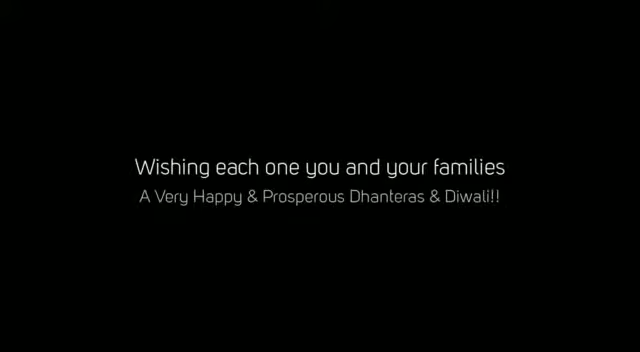 Wishing each one you and your families
A Very Happy & Prosperous Dhanteras & Diwali!!